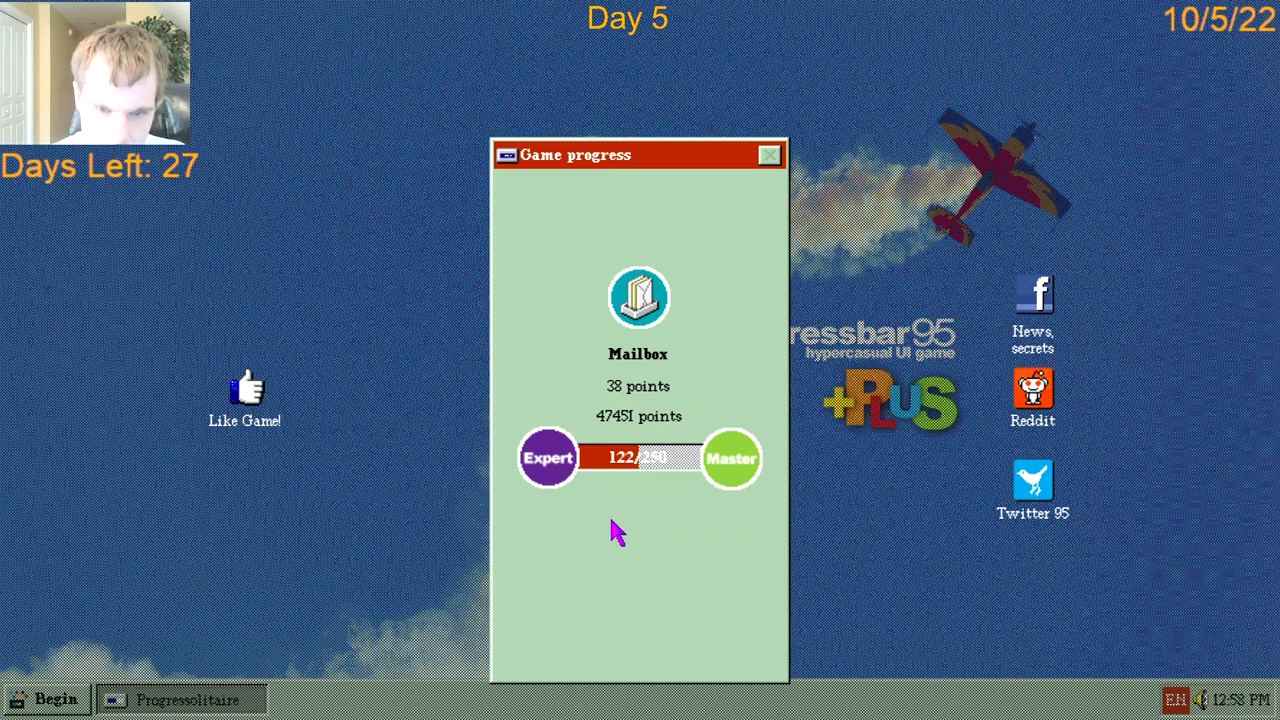 Day 5
10/5/22
Days Left: 27
Game progress
Mailbox
38 points
47451 points
Expert
122/250
Master
Like Game!
ressbar95
hypercasual UI game
+PLUS
f
News,
secrets
Reddit
Twitter 95
Begin
Progressolitaire
EN
12:58 PM